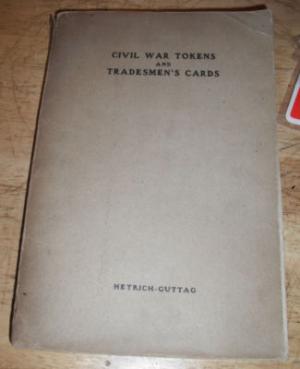 CIVIL WAR TOKENS
AND
TRADESMEN'S CARDS
HETRICH-GUTTAG